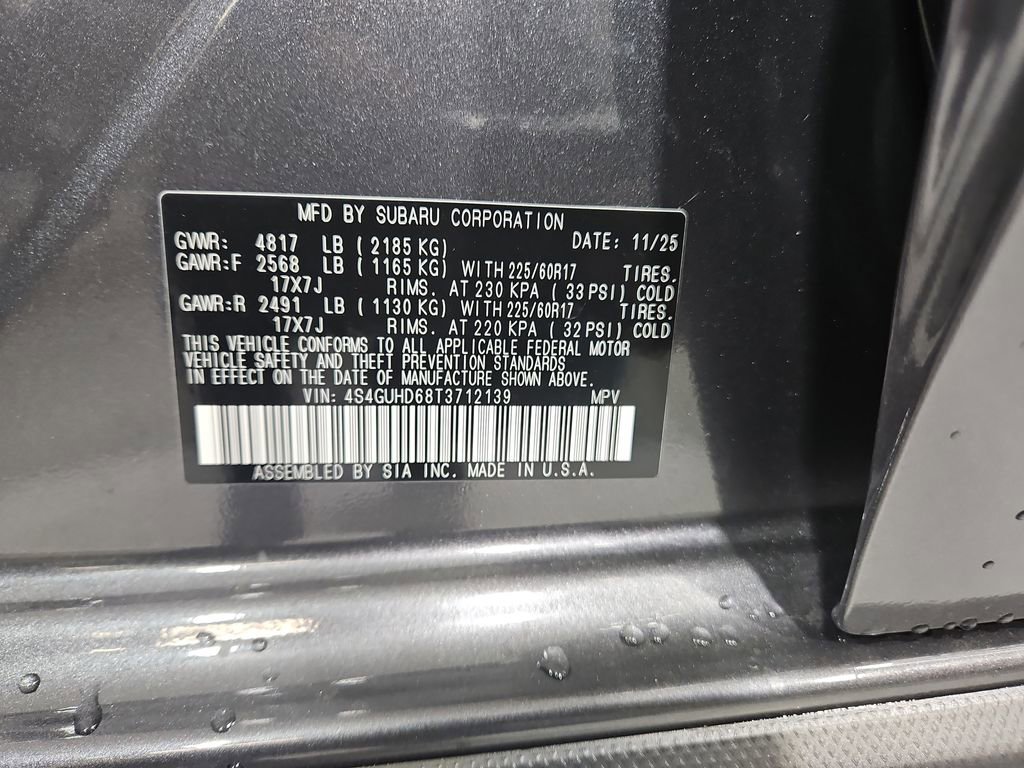 MFD BY SUBARU CORPORATION
GVWR: 4817 LB ( 2185 KG) DATE: 11/25
GAWR:F 2568 LB ( 1165 KG) WITH 225/60R17 TIRES.
17X7J RIMS. AT 230 KPA ( 33 PSI) COLD
GAWR:R 2491 LB ( 1130 KG) WITH 225/60R17 TIRES.
17X7J RIMS. AT 220 KPA ( 32 PSI) COLD
THIS VEHICLE CONFORMS TO ALL APPLICABLE FEDERAL MOTOR
VEHICLE SAFETY AND THEFT PREVENTION STANDARDS
IN EFFECT ON THE DATE OF MANUFACTURE SHOWN ABOVE.
VIN: 4S4GUHD68T3712139 MPV
ASSEMBLED BY SIA INC. MADE IN U.S.A.